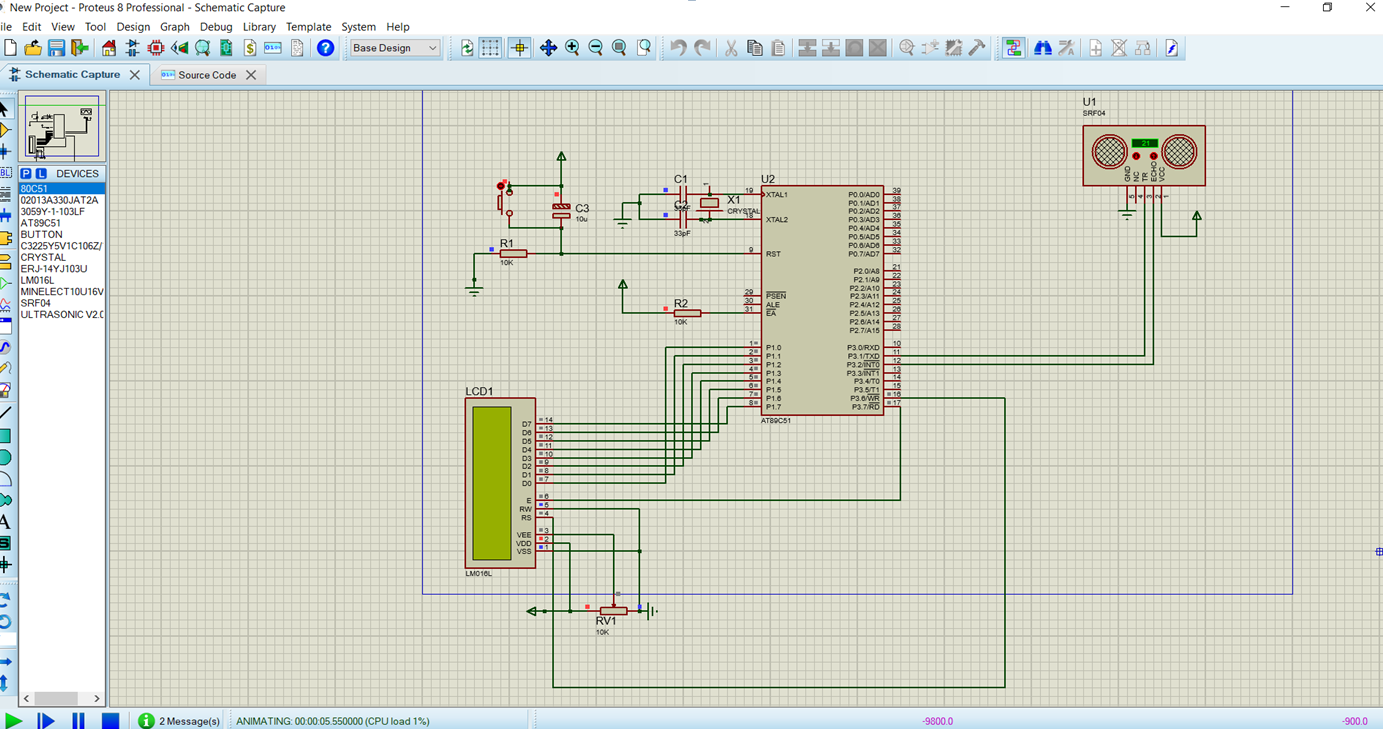 New Project - Proteus 8 Professional - Schematic Capture
ile Edit View Tool Design Graph Debug Library Template System Help
Base Design
Schematic Capture
Source Code
P L DEVICES
80C51
02013A330JAT2A
3059Y-1-103LF
AT89C51
BUTTON
C3225Y5V1C106Z/
CRYSTAL
ERJ-14YJ103U
LM016L
MINELECT10U16V
SRF04
ULTRASONIC V2.0
U1
SRF04
21
GND
NC
TR
ECHO
VCC
5
4
3
2
1
C3
10u
R1
10K
C1
33pF
X1
CRYSTAL
R2
10K
U2
19 XTAL1
18 XTAL2
9 RST
29 PSEN
30 ALE
31 EA
1 P1.0
2 P1.1
3 P1.2
4 P1.3
5 P1.4
6 P1.5
7 P1.6
8 P1.7
P0.0/AD0 39
P0.1/AD1 38
P0.2/AD2 37
P0.3/AD3 36
P0.4/AD4 35
P0.5/AD5 34
P0.6/AD6 33
P0.7/AD7 32
P2.0/A8 21
P2.1/A9 22
P2.2/A10 23
P2.3/A11 24
P2.4/A12 25
P2.5/A13 26
P2.6/A14 27
P2.7/A15 28
P3.0/RXD 10
P3.1/TXD 11
P3.2/INT0 12
P3.3/INT1 13
P3.4/T0 14
P3.5/T1 15
P3.6/WR 16
P3.7/RD 17
AT89C51
LCD1
D7 14
D6 13
D5 12
D4 11
D3 10
D2 9
D1 8
D0 7
E 6
RW 5
RS 4
VEE 3
VDD 2
VSS 1
LM016L
RV1
10K
2 Message(s)
ANIMATING: 00:00:05.550000 (CPU load 1%)
-9800.0
-900.0